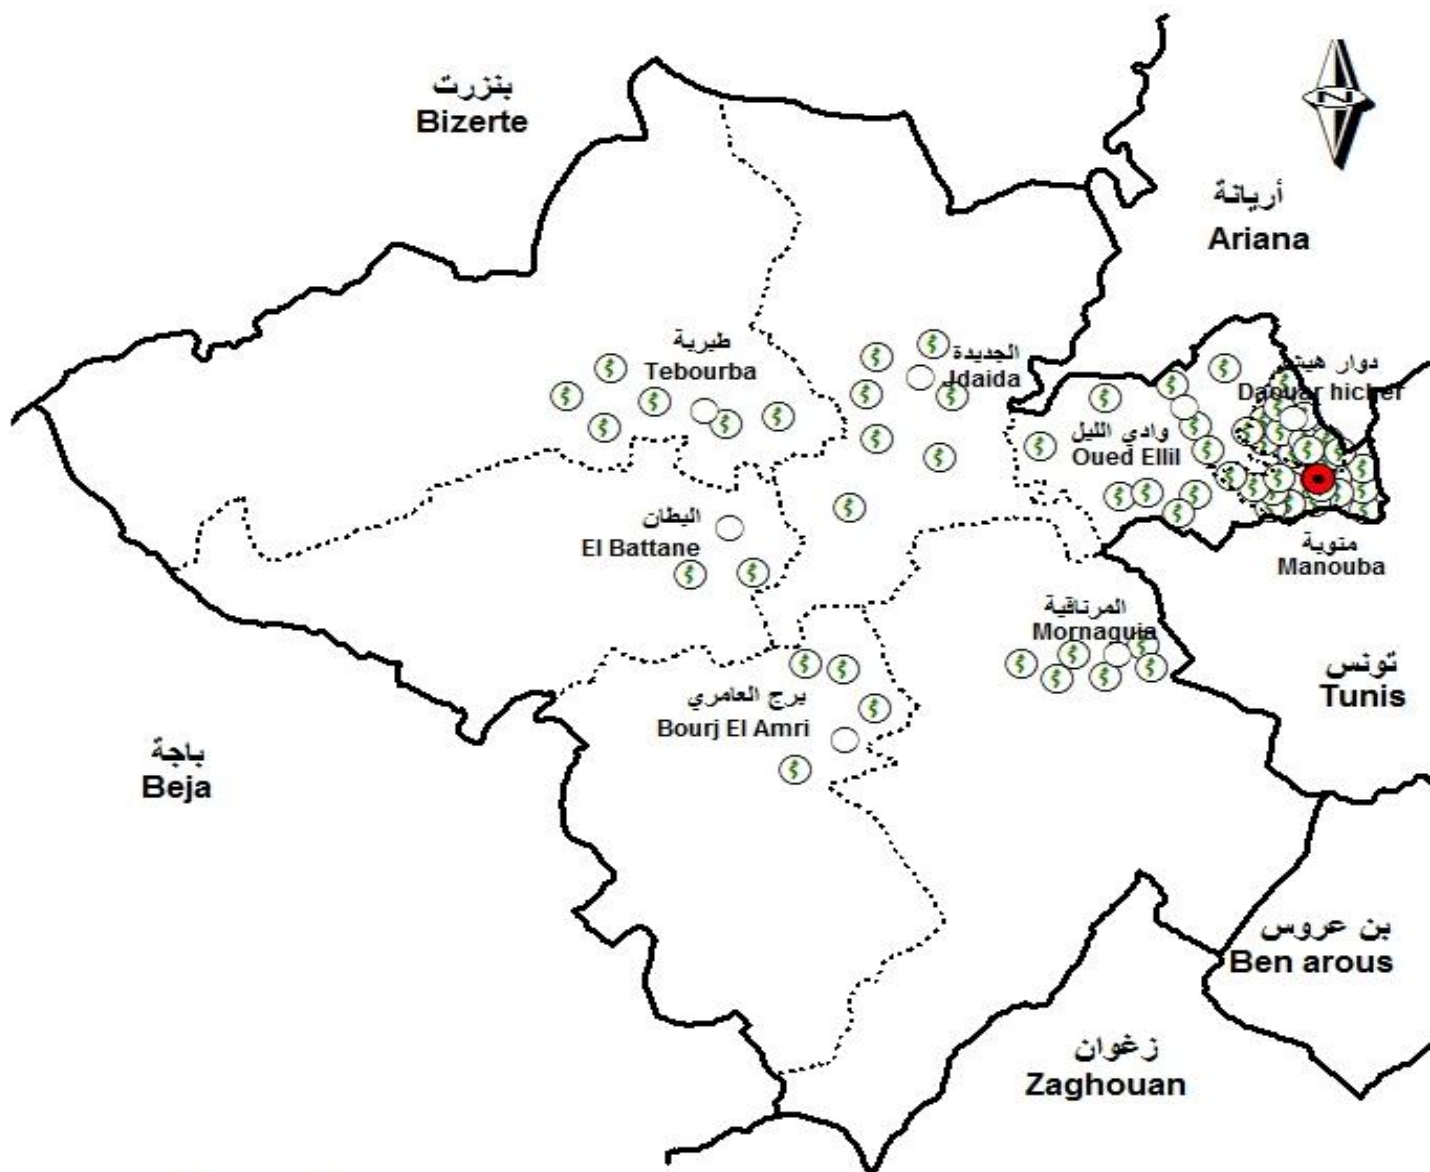 بنزرت
Bizerte
N
أريانة
Ariana
طبرية
Tebourba
الجديدة
Jdaida
دوار هيشر
Daouar hicher
وادي الليل
Oued Ellil
البطان
El Battane
منوبة
Manouba
المرناقية
Mornaguia
تونس
Tunis
برج العامري
Bourj El Amri
باجة
Beja
بن عروس
Ben arous
زغوان
Zaghouan